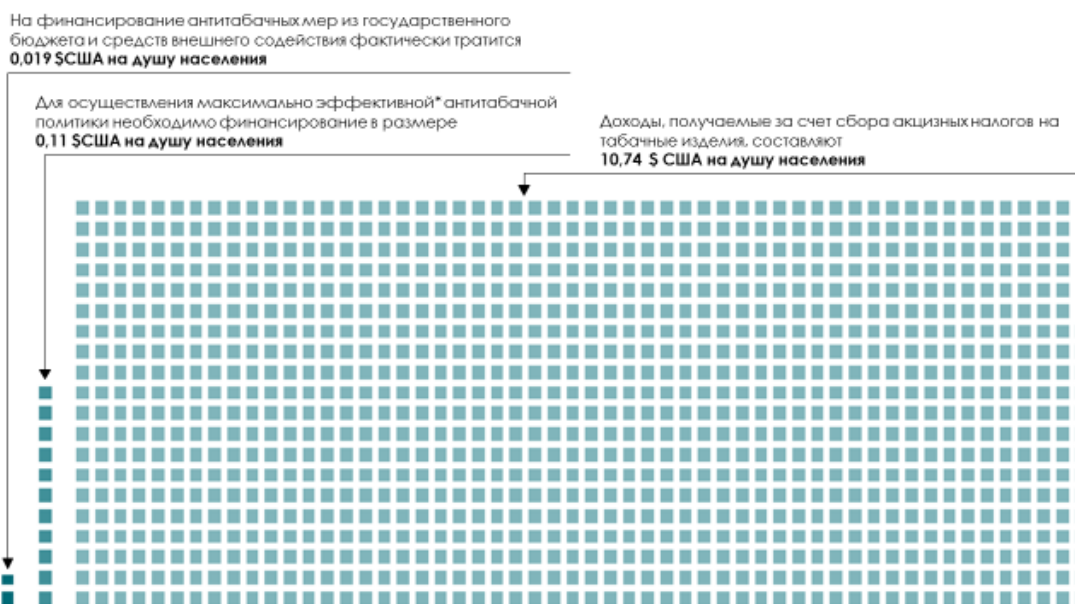 На финансирование антитабачных мер из государственного
бюджета и средств внешнего содействия фактически тратится
0,019 $США на душу населения
Для осуществления максимально эффективной* антитабачной
политики необходимо финансирование в размере
0,11 $США на душу населения
Доходы, получаемые за счет сбора акцизных налогов на
табачные изделия, составляют
10,74 $ США на душу населения